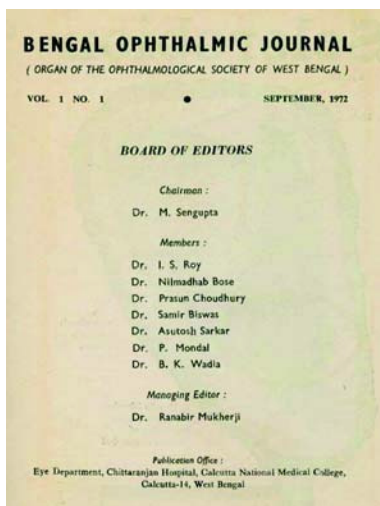 BENGAL OPHTHALMIC JOURNAL
( ORGAN OF THE OPHTHALMOLOGICAL SOCIETY OF WEST BENGAL )
VOL. 1 NO. 1 ● SEPTEMBER, 1972
BOARD OF EDITORS
Chairman :
Dr. M. Sengupta
Members :
Dr. I. S. Roy
Dr. Nilmadhab Bose
Dr. Prasun Choudhury
Dr. Samir Biswas
Dr. Asutosh Sarkar
Dr. P. Mondal
Dr. B. K. Wadia
Managing Editor :
Dr. Ranabir Mukherji
Publication Office :
Eye Department, Chittaranjan Hospital, Calcutta National Medical College,
Calcutta-14, West Bengal